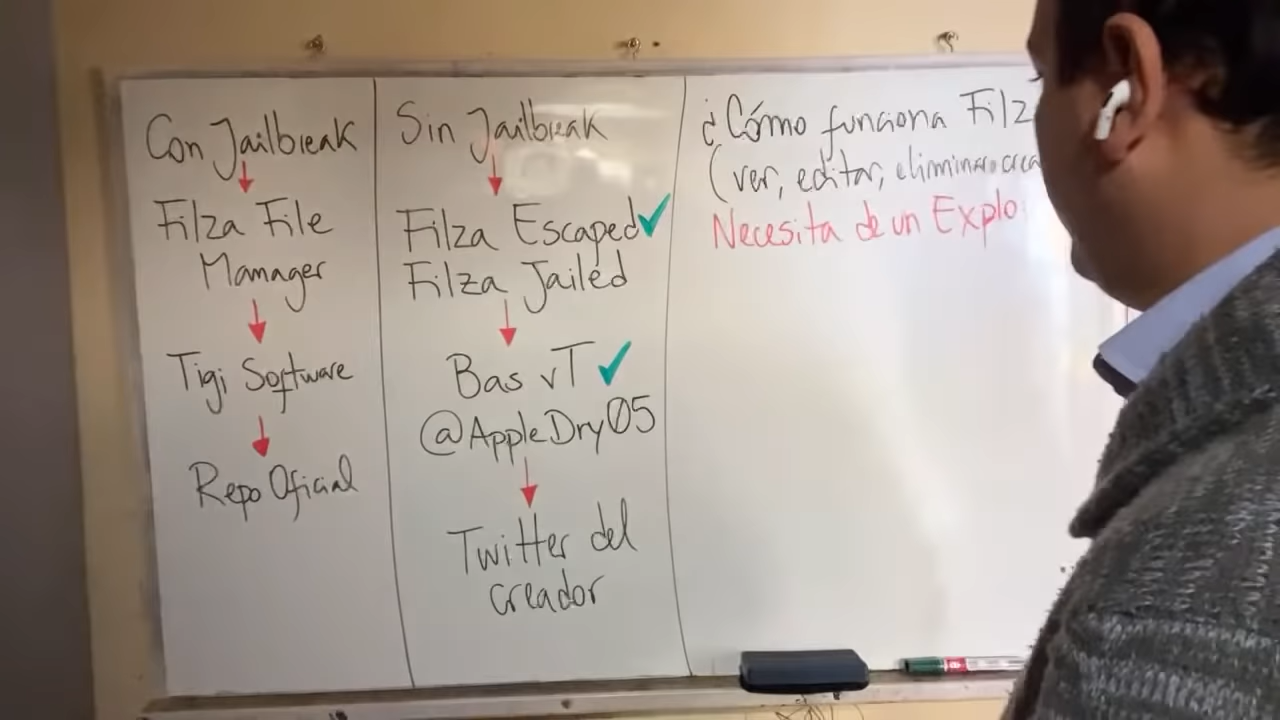 Con Jailbreak
Filza File
Manager
Tigi Software
Repo Oficial
Sin Jailbreak
Filza Escaped
Filza Jailed
Bas vT
@AppleDry05
Twitter del
creador
¿Cómo funciona Filz
(ver, editar, eliminar o crea
Necesita de un Explo